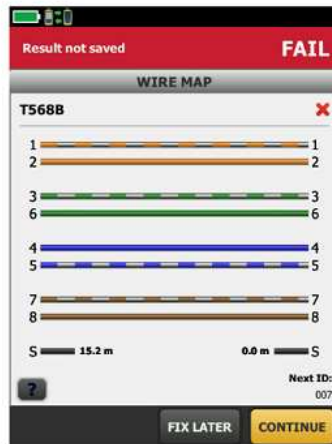 Result not saved FAIL
WIRE MAP
T568B
1 1
2 2
3 3
6 6
4 4
5 5
7 7
8 8
S 15.2 m 0.0 m S
Next ID:
? 007
FIX LATER CONTINUE